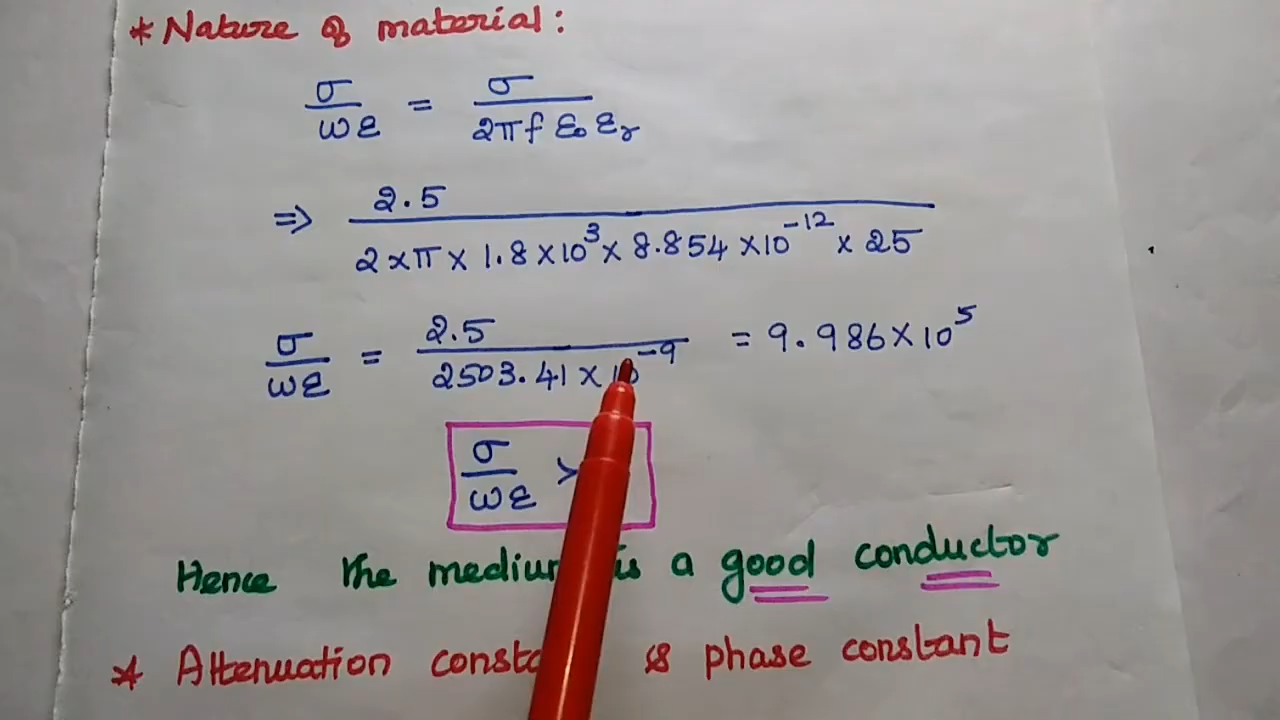 * Nature of material:
σ/ωε = σ/2πf ε₀ εᵣ
⇒ 2.5/2×π×1.8×10³×8.854×10⁻¹²×25
σ/ωε = 2.5/2503.41×10⁻⁹ = 9.986×10⁵
σ/ωε >
Hence the medium is a good conductor
* Attenuation & phase constant